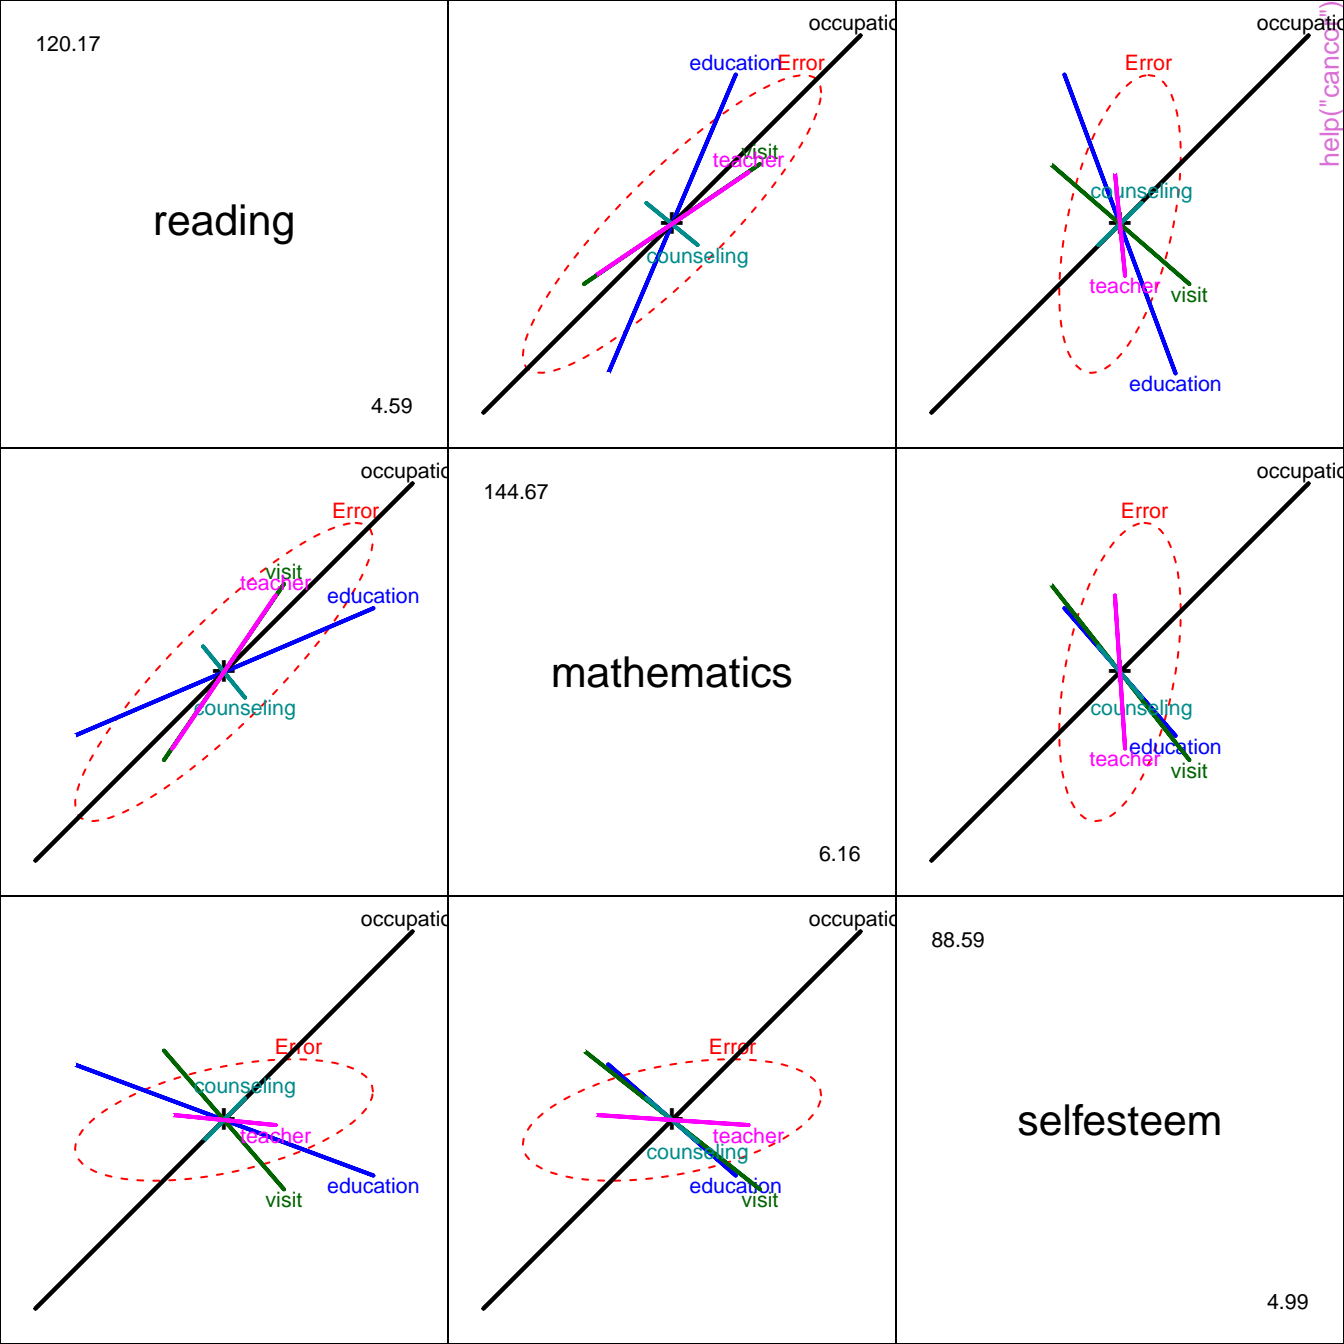 occupatio
occupatio
120.17
education
Error
Error
visit
teacher
counseling
reading
counseling
teacher
visit
4.59
education
help("cancor")
occupatio
occupatio
144.67
Error
Error
visit
teacher
education
mathematics
counseling
counseling
education
teacher
visit
6.16
occupatio
occupatio
88.59
Error
Error
counseling
teacher
teacher
counseling
selfesteem
education
education
visit
visit
4.99